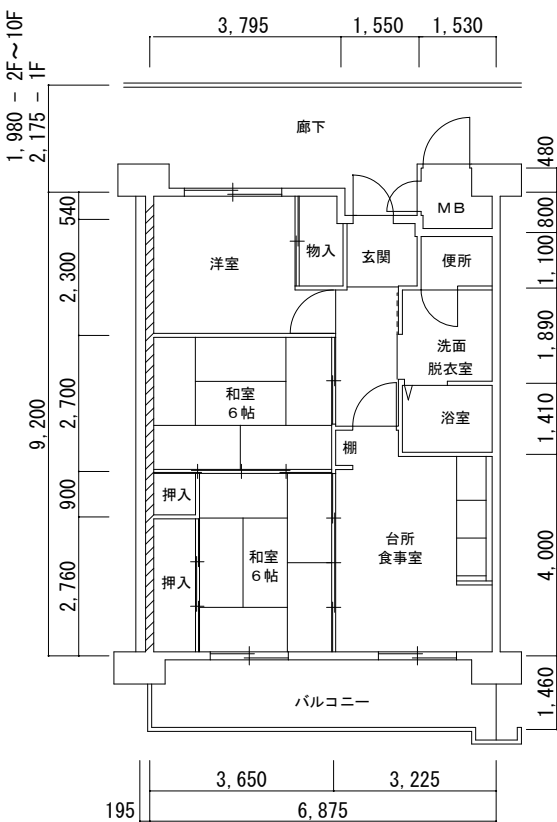 3,795
1,550
1,530
1,980 - 2F～10F
2,175 - 1F
廊下
480
540
800
MB
物入
玄関
洋室
便所
1,100
2,300
1,890
洗面
脱衣室
2,700
9,200
和室
6帖
浴室
1,410
棚
900
押入
台所
食事室
和室
6帖
押入
2,760
4,000
バルコニー
1,460
3,650
3,225
195
6,875